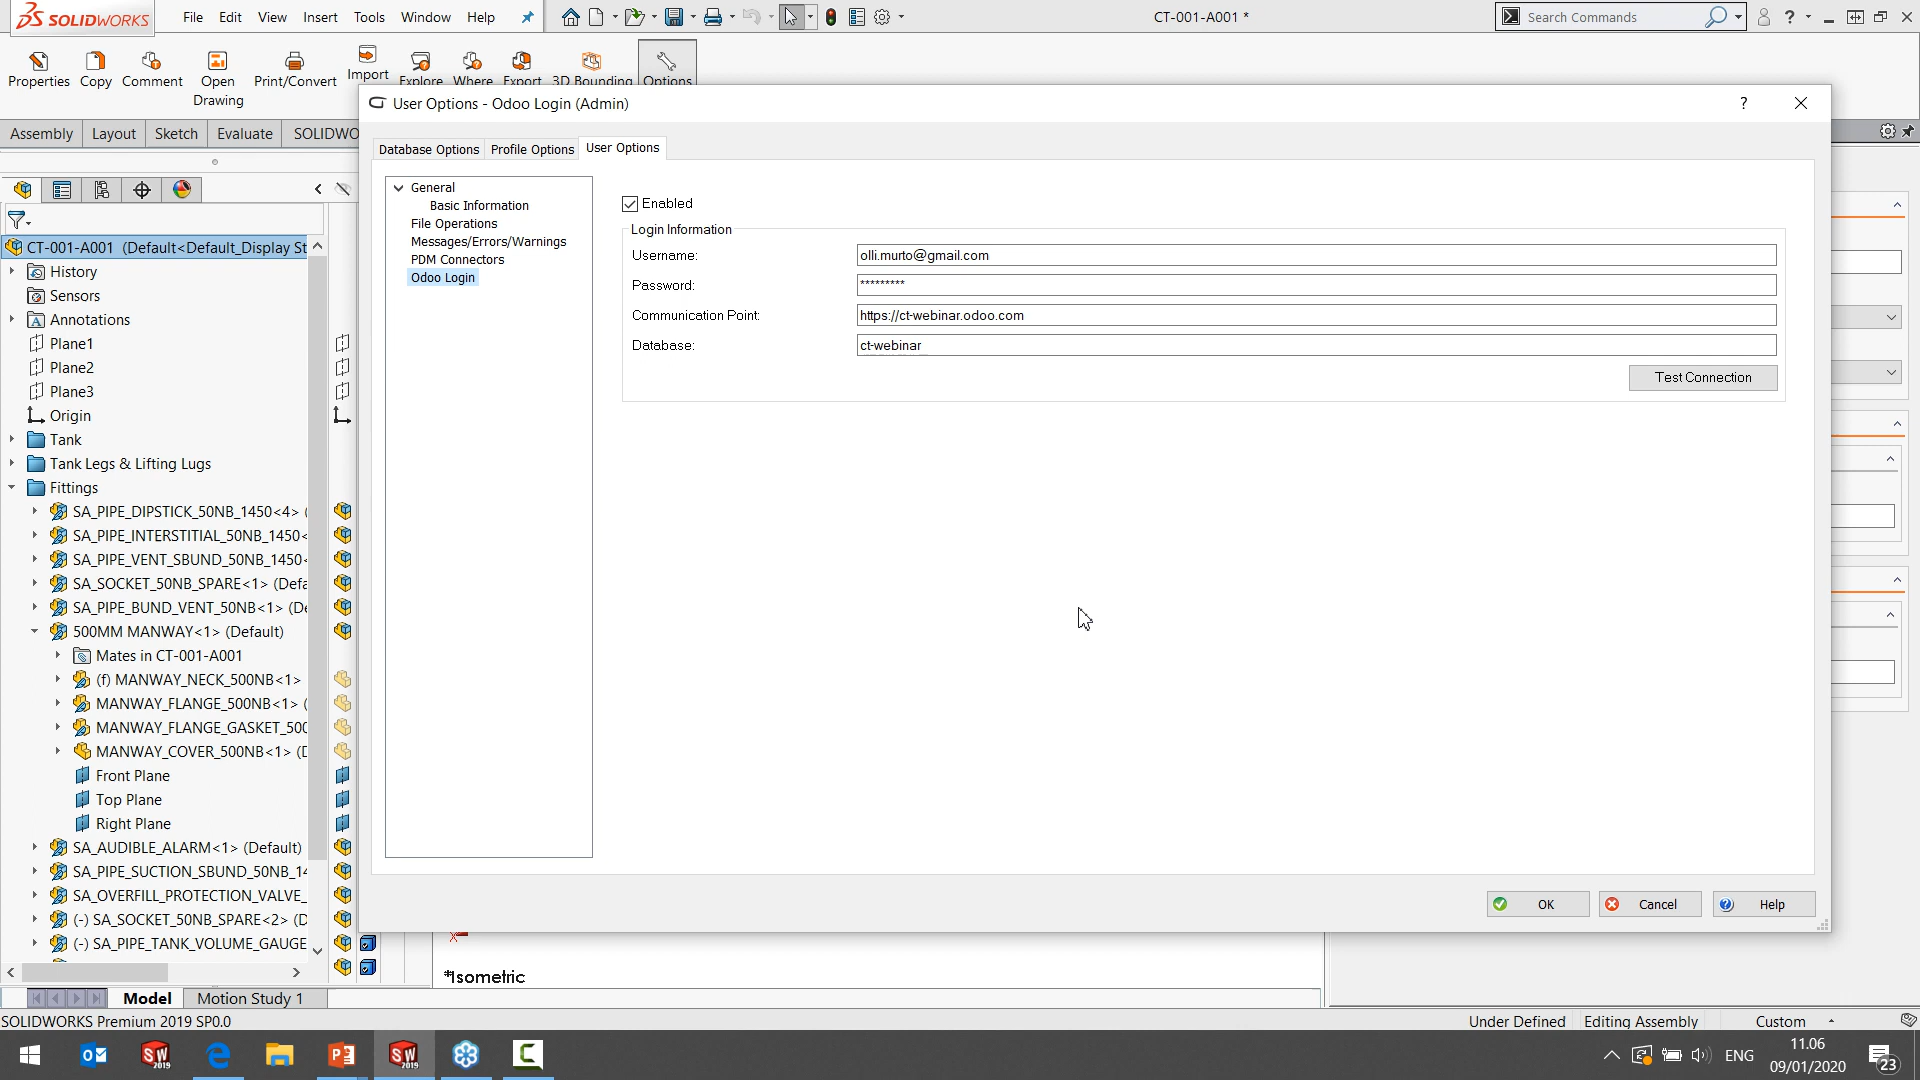 SOLIDWORKS
File Edit View Insert Tools Window Help
CT-001-A001 *
Search Commands
Properties Copy Comment Open Drawing Print/Convert Import Explore Where Export 3D Bounding Options
Assembly Layout Sketch Evaluate SOLIDWO
User Options - Odoo Login (Admin)
?
Database Options Profile Options User Options
General
Basic Information
File Operations
Messages/Errors/Warnings
PDM Connectors
Odoo Login
Enabled
Login Information
Username: olli.murto@gmail.com
Password: *********
Communication Point: https://ct-webinar.odoo.com
Database: ct-webinar
Test Connection
OK Cancel Help
CT-001-A001 (Default<Default_Display St
History
Sensors
Annotations
Plane1
Plane2
Plane3
Origin
Tank
Tank Legs & Lifting Lugs
Fittings
SA_PIPE_DIPSTICK_50NB_1450<4> (
SA_PIPE_INTERSTITIAL_50NB_1450<
SA_PIPE_VENT_SBUND_50NB_1450<
SA_SOCKET_50NB_SPARE<1> (Defa
SA_PIPE_BUND_VENT_50NB<1> (De
500MM MANWAY<1> (Default)
Mates in CT-001-A001
(f) MANWAY_NECK_500NB<1>
MANWAY_FLANGE_500NB<1> (
MANWAY_FLANGE_GASKET_500
MANWAY_COVER_500NB<1> (D
Front Plane
Top Plane
Right Plane
SA_AUDIBLE_ALARM<1> (Default)
SA_PIPE_SUCTION_SBUND_50NB_14
SA_OVERFILL_PROTECTION_VALVE_
(-) SA_SOCKET_50NB_SPARE<2> (D
(-) SA_PIPE_TANK_VOLUME_GAUGE
*Isometric
Model Motion Study 1
SOLIDWORKS Premium 2019 SP0.0
Under Defined Editing Assembly Custom
ENG
11.06
09/01/2020
23